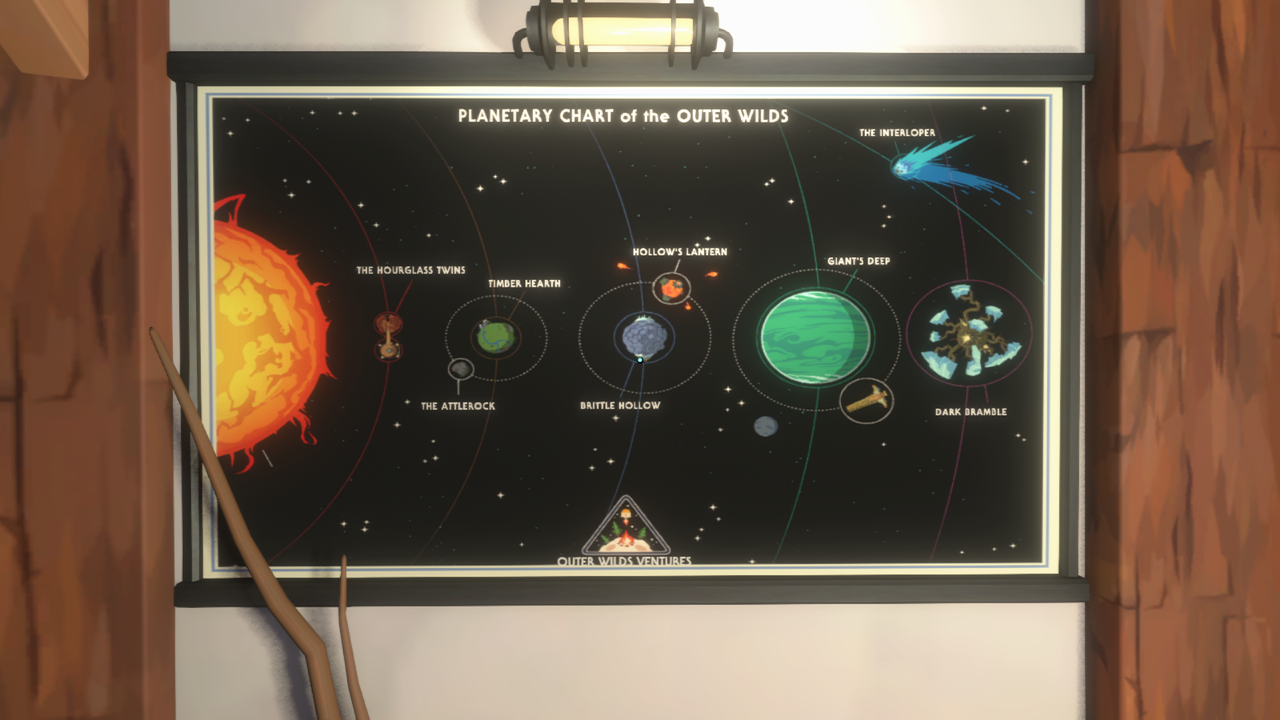 PLANETARY CHART of the OUTER WILDS
THE INTERLOPER
HOLLOW'S LANTERN
GIANT'S DEEP
THE HOURGLASS TWINS
TIMBER HEARTH
THE ATTLEROCK
BRITTLE HOLLOW
DARK BRAMBLE
OUTER WILDS VENTURES